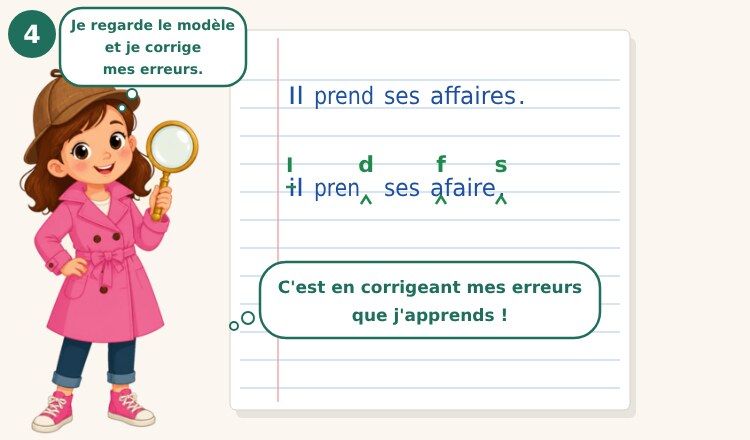 4
Je regarde le modèle
et je corrige
mes erreurs.
Il prend ses affaires.
I d f s
il pren ses afaire.
C'est en corrigeant mes erreurs
que j'apprends !